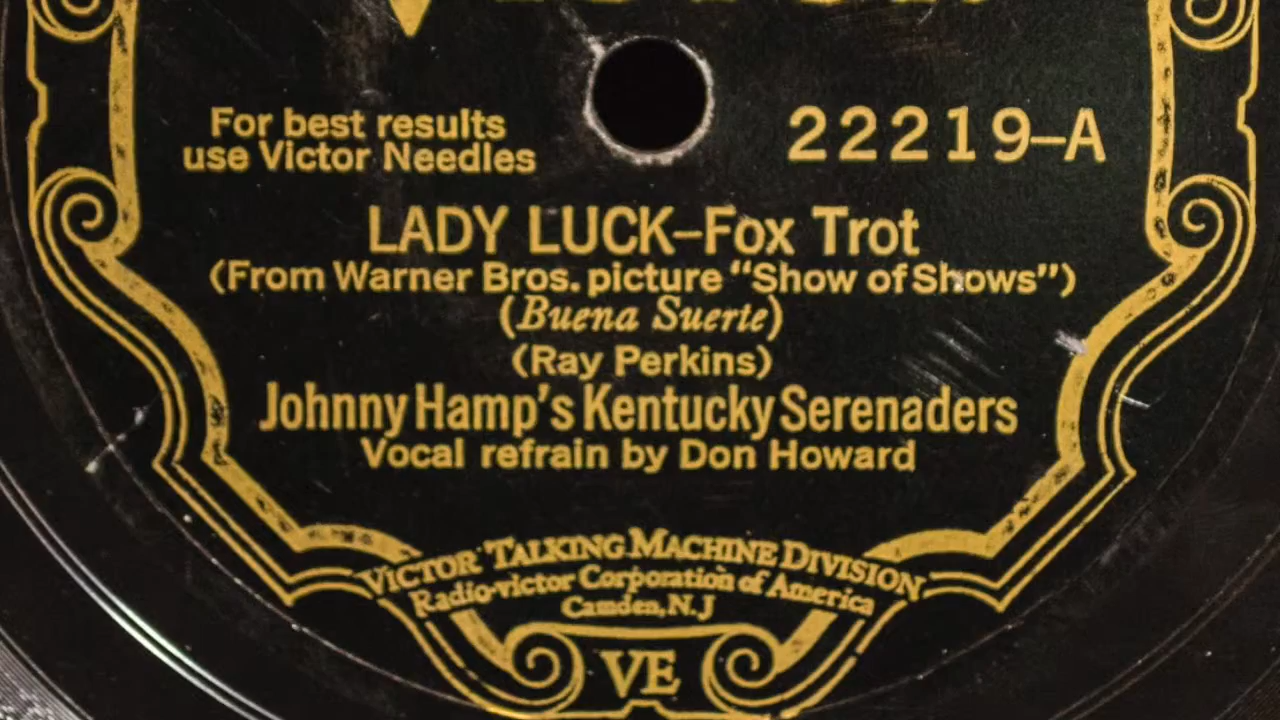 For best results
use Victor Needles
22219-A
LADY LUCK-Fox Trot
(From Warner Bros. picture "Show of Shows")
(Buena Suerte)
(Ray Perkins)
Johnny Hamp's Kentucky Serenaders
Vocal refrain by Don Howard
VICTOR TALKING MACHINE DIVISION
Radio-victor Corporation of America
Camden, N.J
VE